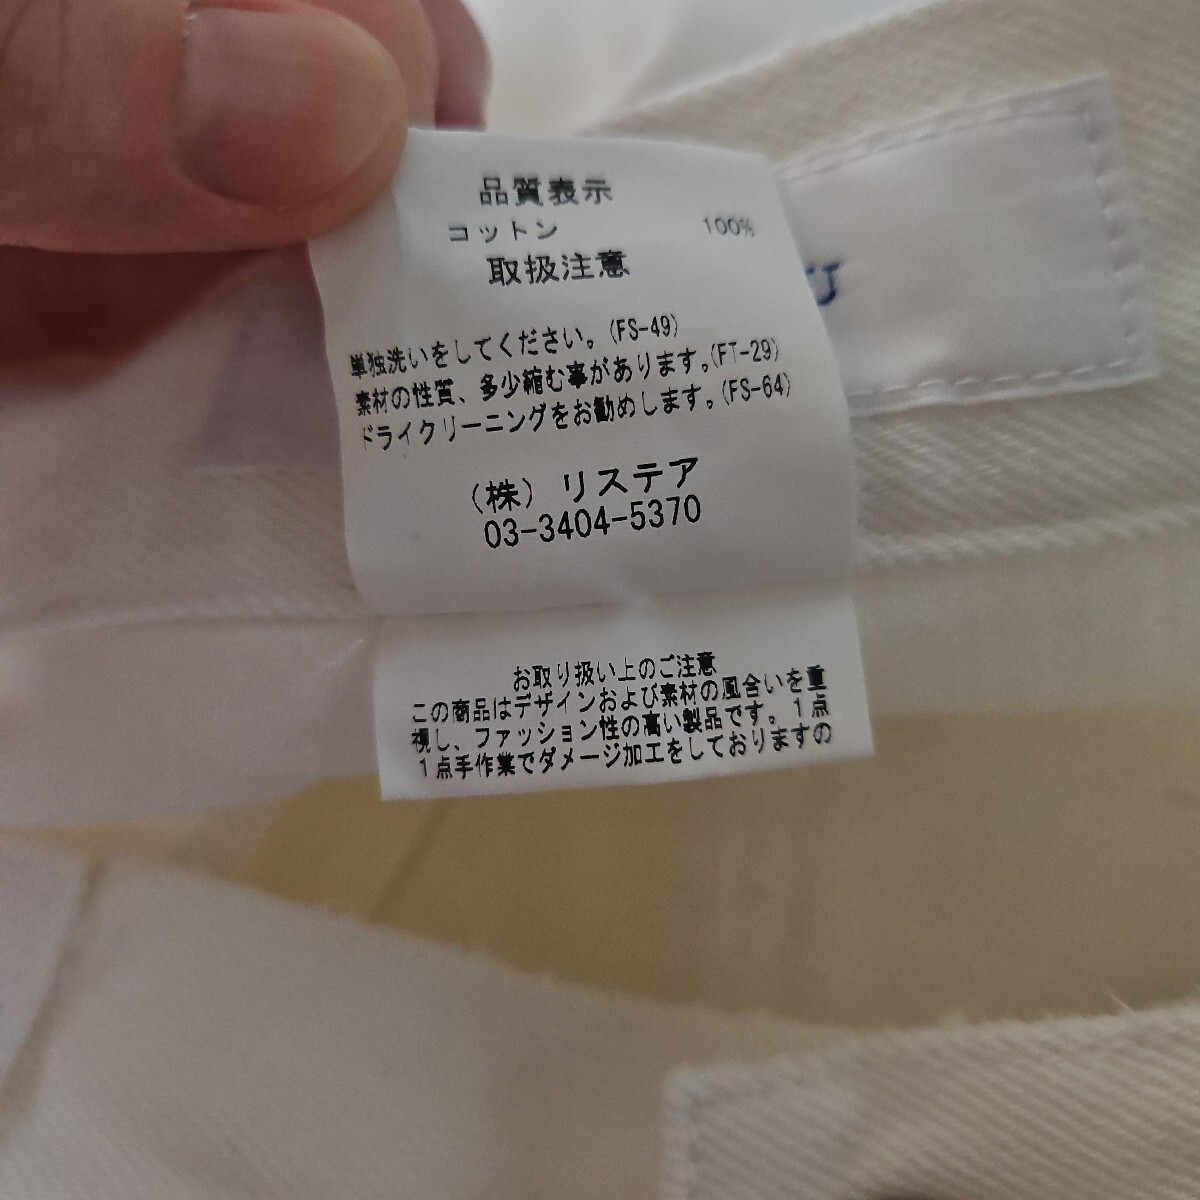 品質表示
コットン 100%
取扱注意
単独洗いをしてください。(FS-49)
素材の性質、多少縮む事があります。(FT-29)
ドライクリーニングをお勧めします。(FS-64)
(株) リステア
03-3404-5370
お取り扱い上のご注意
この商品はデザインおよび素材の風合いを重
視し、ファッション性の高い製品です。1点
1点手作業でダメージ加工をしておりますの